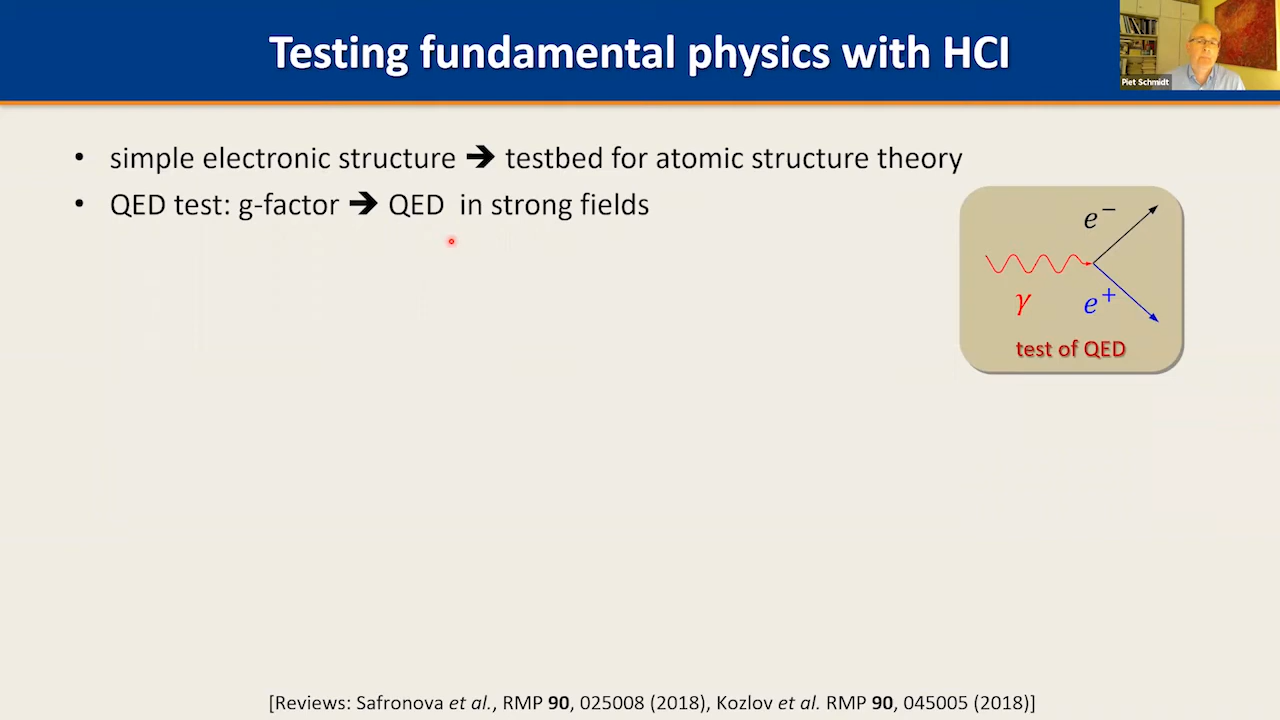 Testing fundamental physics with HCI
Piet Schmidt
• simple electronic structure ➔ testbed for atomic structure theory
• QED test: g-factor ➔ QED in strong fields
e⁻
γ
e⁺
test of QED
[Reviews: Safronova et al., RMP 90, 025008 (2018), Kozlov et al. RMP 90, 045005 (2018)]